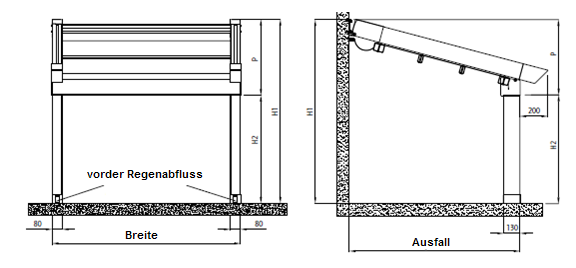 P
H1
H2
vorder Regenabfluss
80
80
Breite
P
H1
200
H2
130
Ausfall